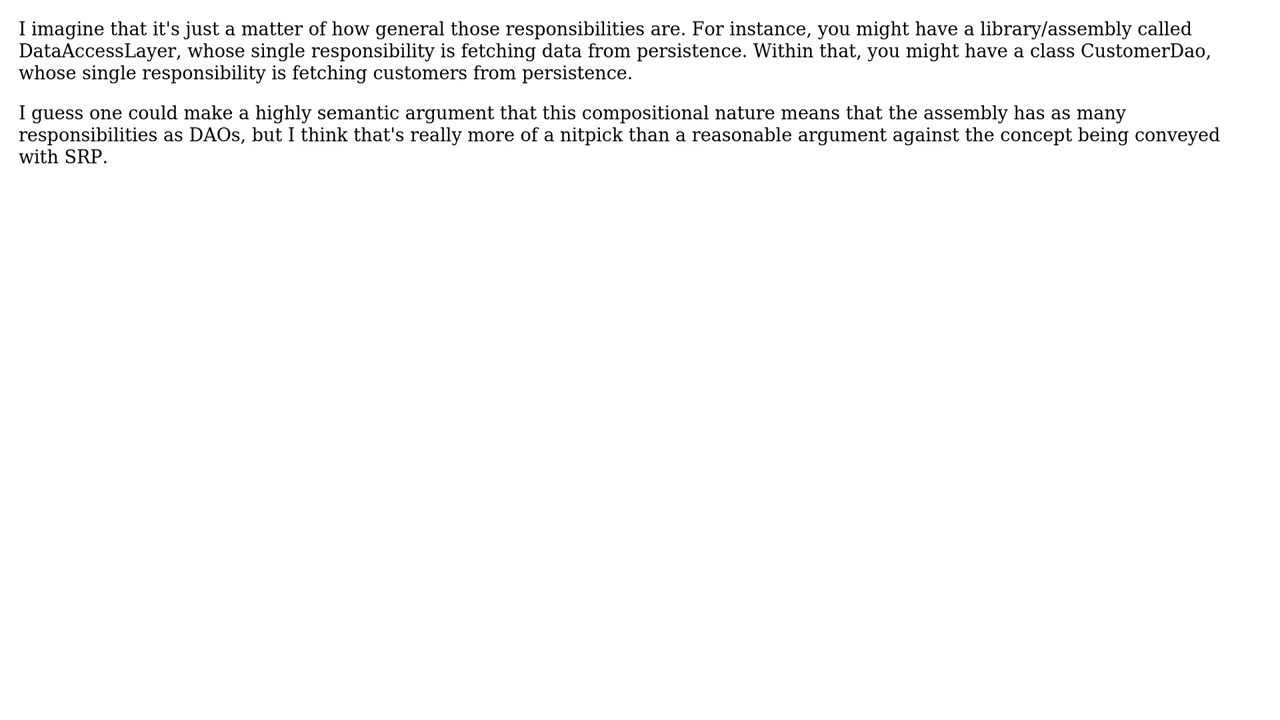 I imagine that it's just a matter of how general those responsibilities are. For instance, you might have a library/assembly called
DataAccessLayer, whose single responsibility is fetching data from persistence. Within that, you might have a class CustomerDao,
whose single responsibility is fetching customers from persistence.
I guess one could make a highly semantic argument that this compositional nature means that the assembly has as many
responsibilities as DAOs, but I think that's really more of a nitpick than a reasonable argument against the concept being conveyed
with SRP.